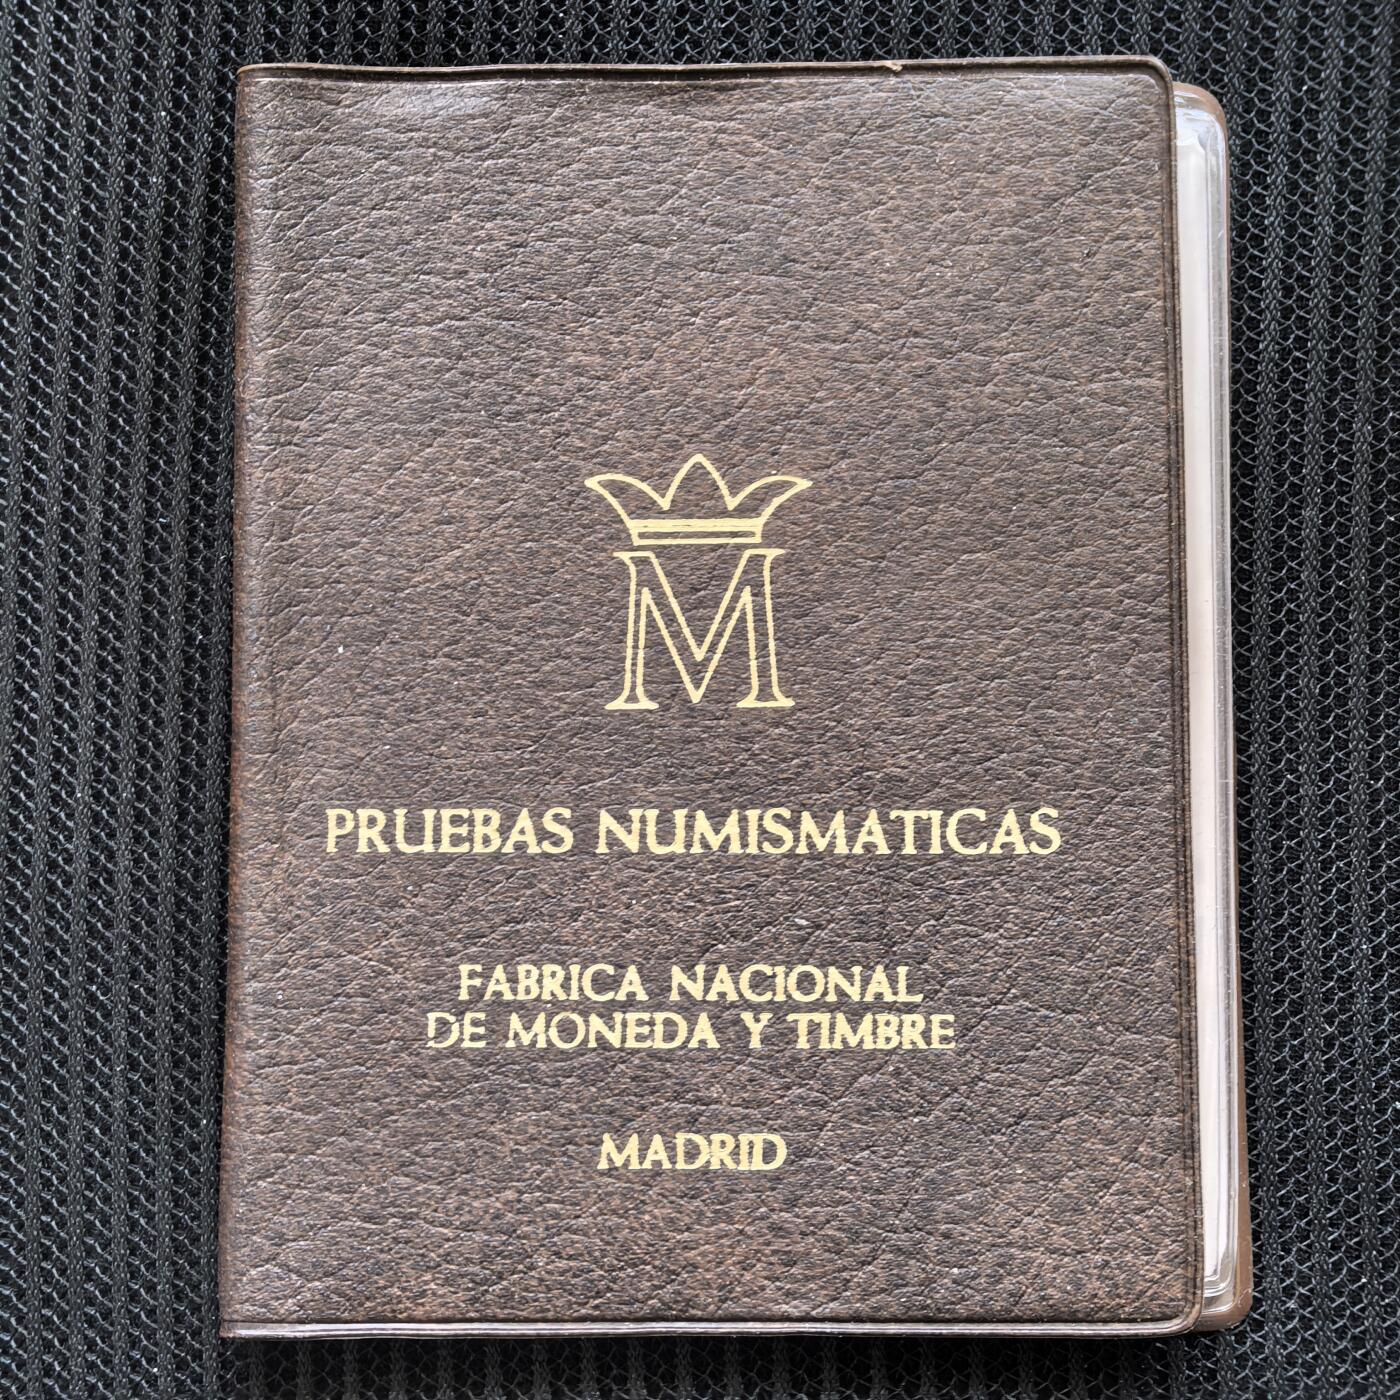 M
PRUEBAS NUMISMATICAS
FABRICA NACIONAL
DE MONEDA Y TIMBRE
MADRID